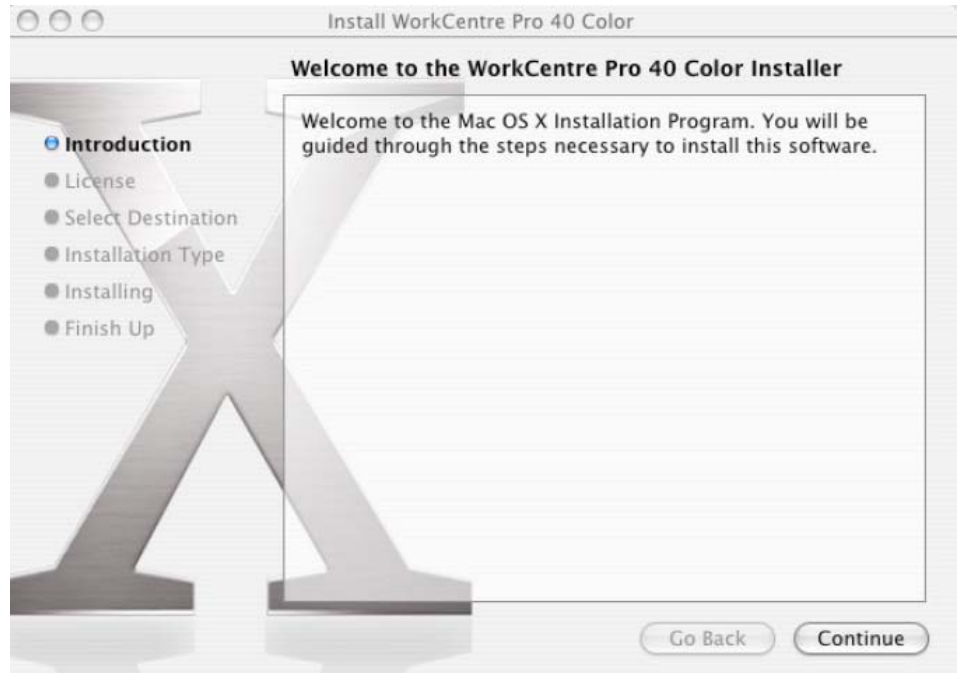 Install WorkCentre Pro 40 Color
Welcome to the WorkCentre Pro 40 Color Installer
Introduction
License
Select Destination
Installation Type
Installing
Finish Up
Welcome to the Mac OS X Installation Program. You will be
guided through the steps necessary to install this software.
Go Back
Continue